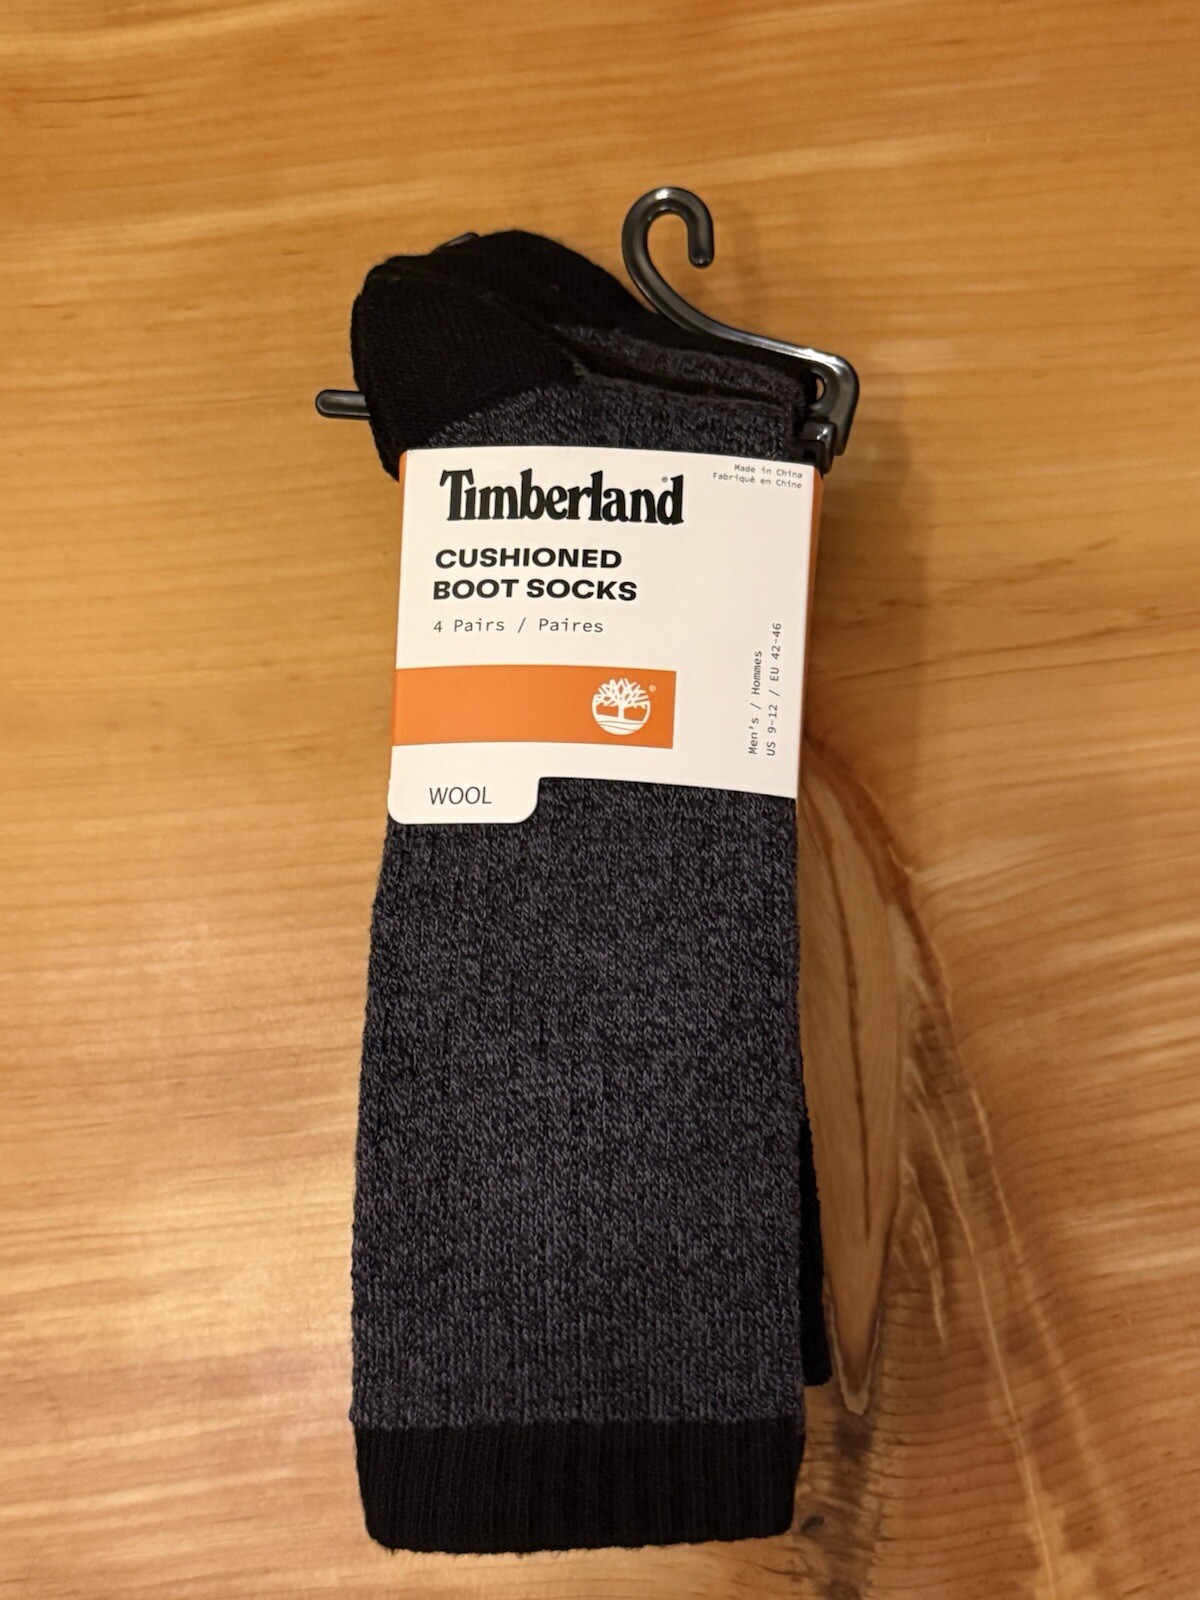 Timberland®
Made in China
Fabriqué en Chine
CUSHIONED
BOOT SOCKS
4 Pairs / Paires
Men's / Hommes
US 9-12 / EU 42-46
®
WOOL